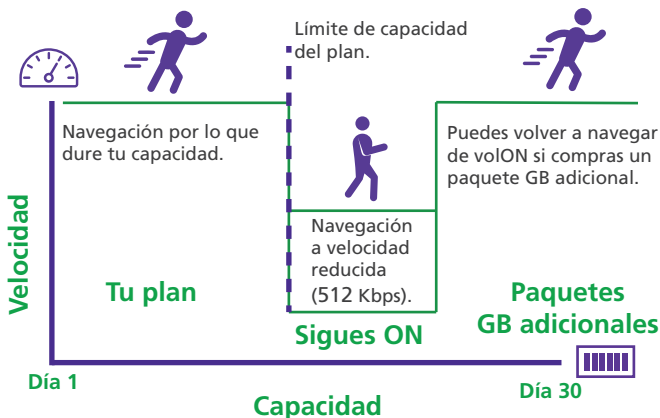 Límite de capacidad
del plan.
Navegación por lo que
dure tu capacidad.
Puedes volver a navegar
de volON si compras un
paquete GB adicional.
Navegación
a velocidad
reducida
(512 Kbps).
Velocidad
Tu plan
Sigues ON
Paquetes
GB adicionales
Día 1
Día 30
Capacidad